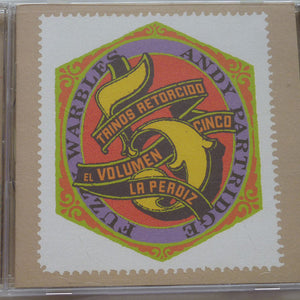 FUZZY WARBLES
ANDY PARTRIDGE
TRINOS RETORCIDO
CINCO
EL VOLUMEN
LA PERDIZ